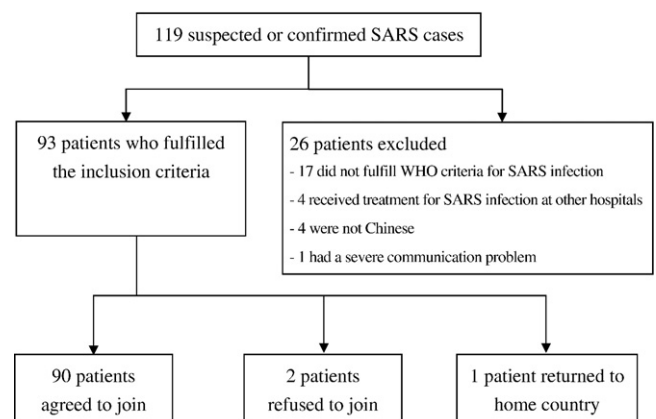 119 suspected or confirmed SARS cases
93 patients who fulfilled
the inclusion criteria
26 patients excluded
- 17 did not fulfill WHO criteria for SARS infection
- 4 received treatment for SARS infection at other hospitals
- 4 were not Chinese
- 1 had a severe communication problem
90 patients
agreed to join
2 patients
refused to join
1 patient returned to
home country